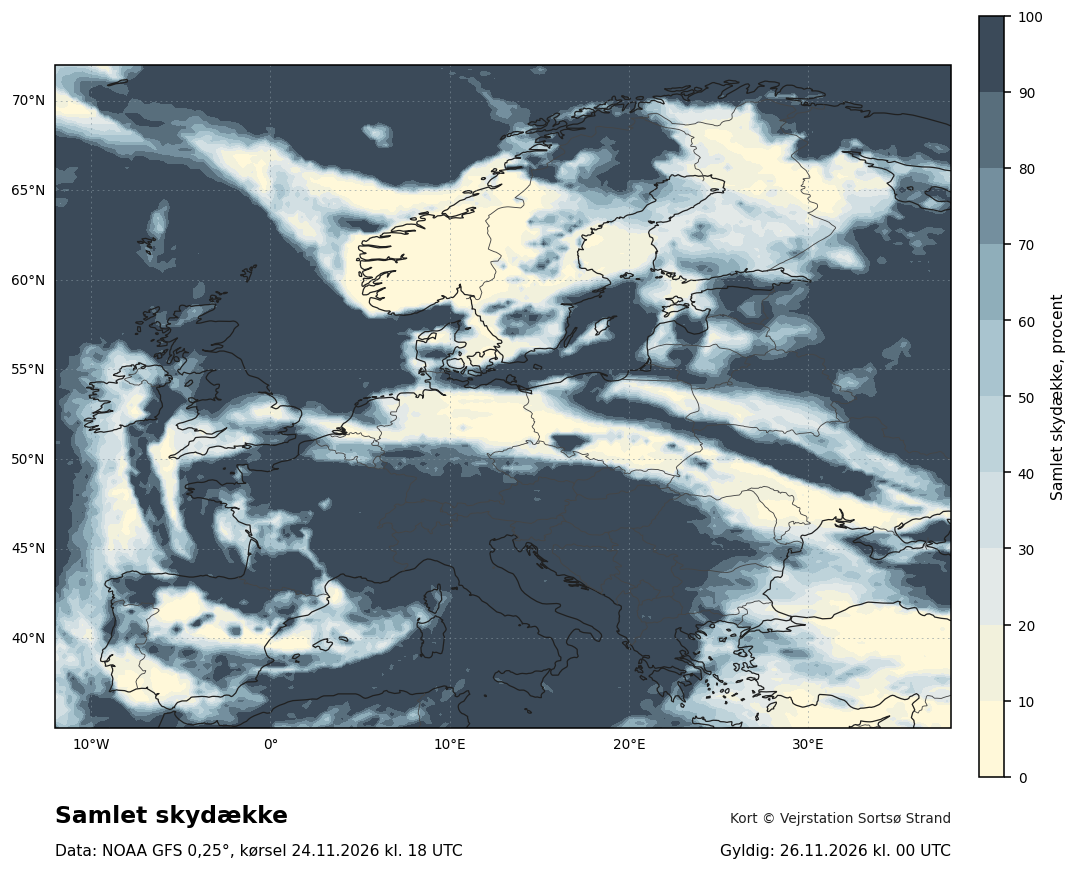 100
90
80
70
60
50
40
30
20
10
0
Samlet skydække, procent
70°N
65°N
60°N
55°N
50°N
45°N
40°N
10°W
0°
10°E
20°E
30°E
Samlet skydække
Kort © Vejrstation Sortsø Strand
Data: NOAA GFS 0,25°, kørsel 24.11.2026 kl. 18 UTC
Gyldig: 26.11.2026 kl. 00 UTC